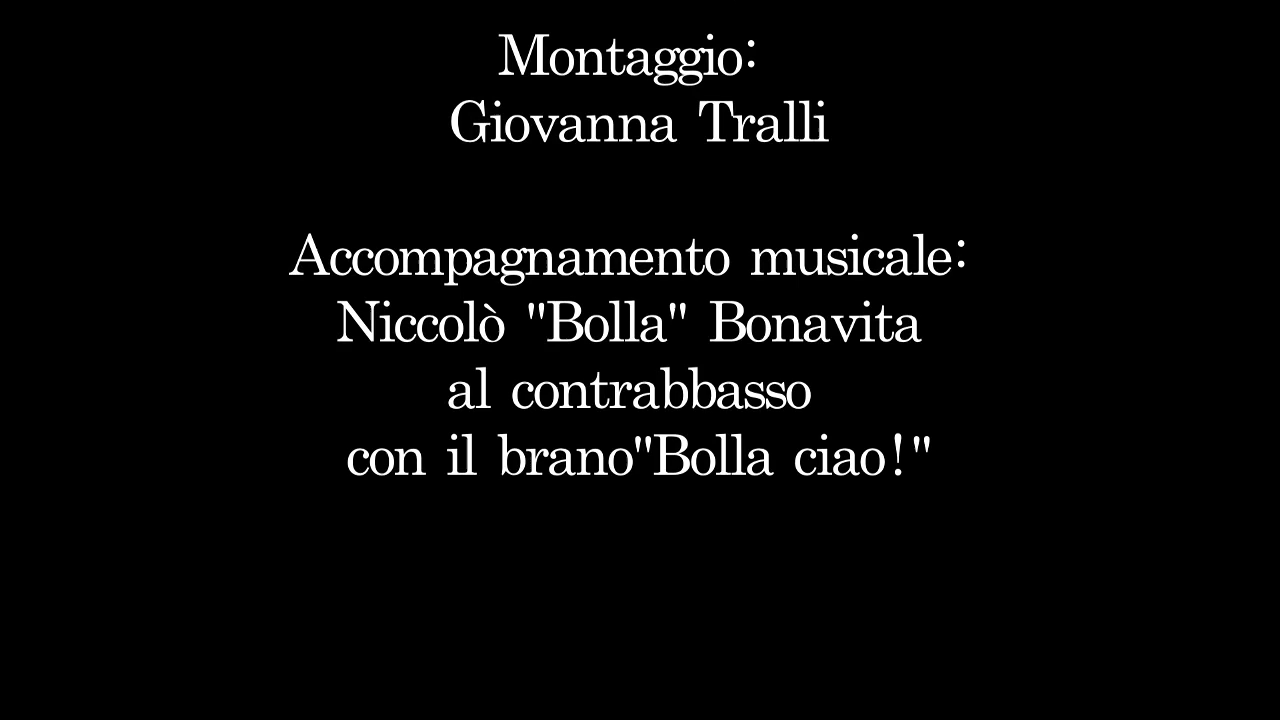 Montaggio:
Giovanna Tralli
Accompagnamento musicale:
Niccolò "Bolla" Bonavita
al contrabbasso
con il brano"Bolla ciao!"